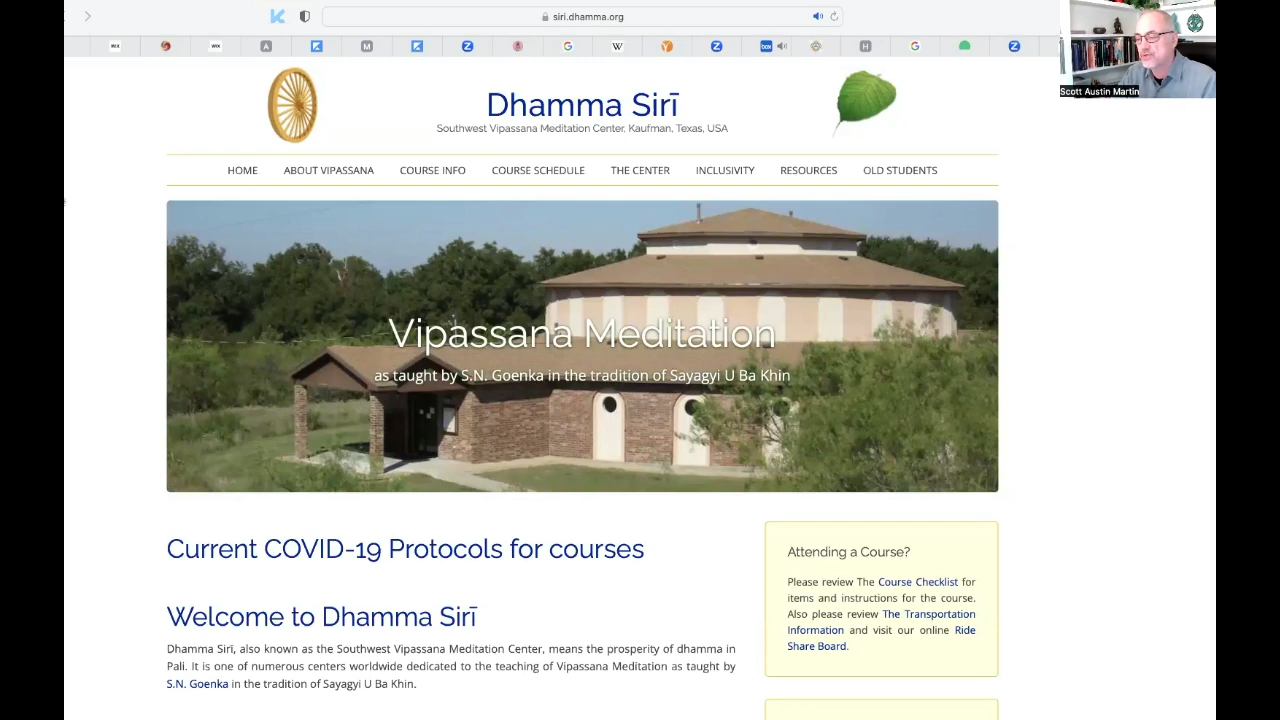 siri.dhamma.org
WiX
WiX
A
M
Z
G
W
Y
Z
box
H
G
Z
Scott Austin Martin
Dhamma Sirī
Southwest Vipassana Meditation Center, Kaufman, Texas, USA
HOME ABOUT VIPASSANA COURSE INFO COURSE SCHEDULE THE CENTER INCLUSIVITY RESOURCES OLD STUDENTS
Vipassana Meditation
as taught by S.N. Goenka in the tradition of Sayagyi U Ba Khin
Current COVID-19 Protocols for courses
Welcome to Dhamma Sirī
Dhamma Sirī, also known as the Southwest Vipassana Meditation Center, means the prosperity of dhamma in
Pali. It is one of numerous centers worldwide dedicated to the teaching of Vipassana Meditation as taught by
S.N. Goenka in the tradition of Sayagyi U Ba Khin.
Attending a Course?
Please review The Course Checklist for
items and instructions for the course.
Also please review The Transportation
Information and visit our online Ride
Share Board.